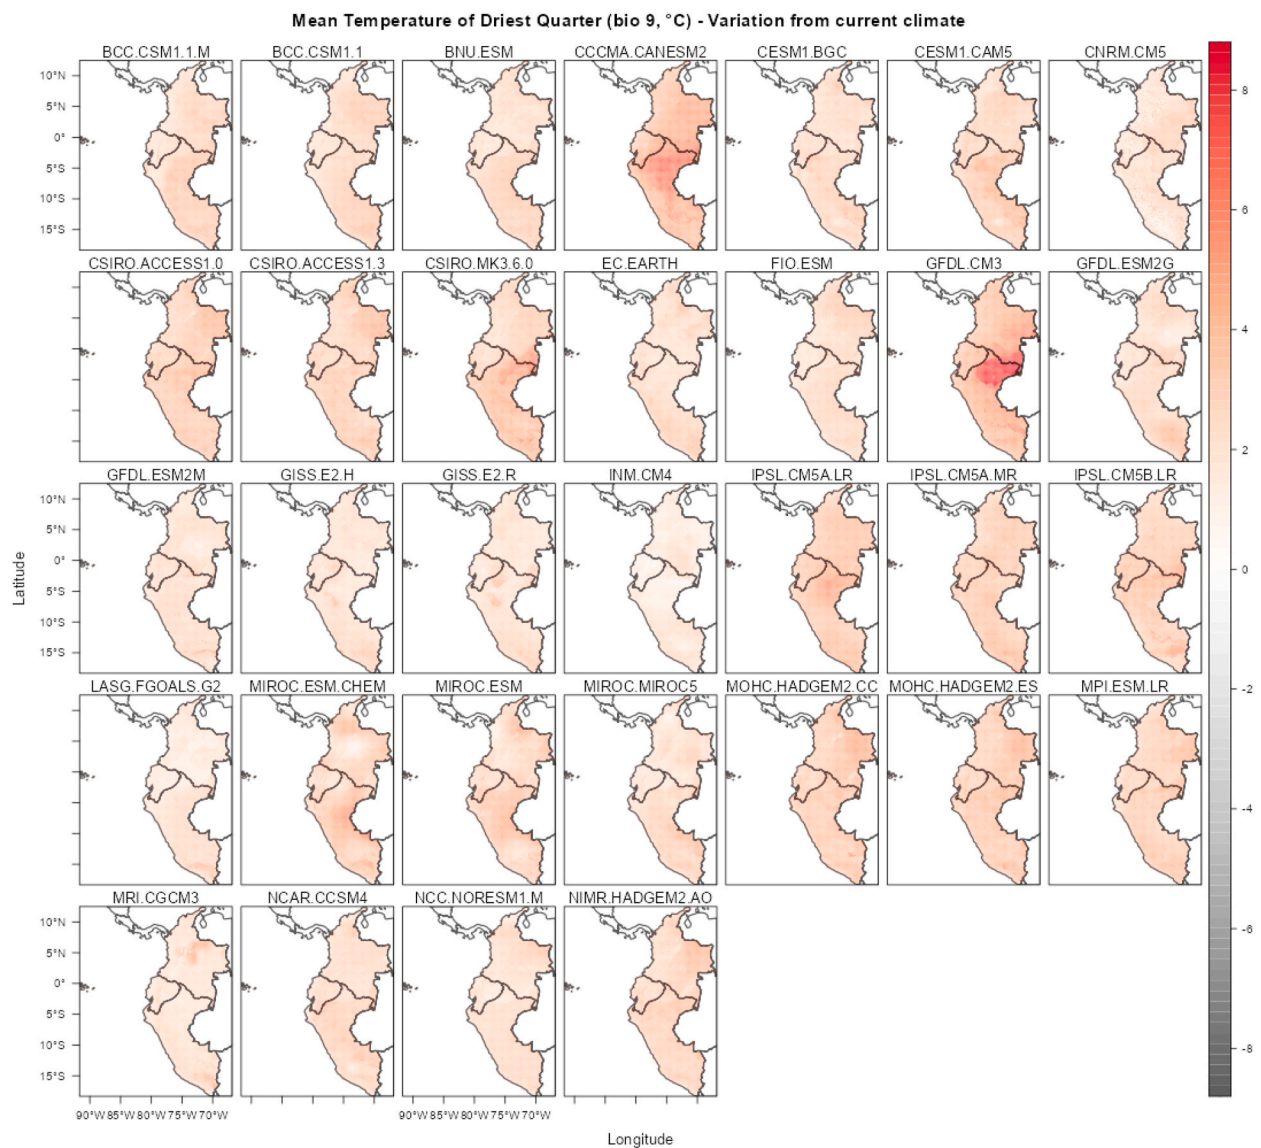 Mean Temperature of Driest Quarter (bio 9, °C) - Variation from current climate
BCC.CSM1.1.M BCC.CSM1.1 BNU.ESM CCCMA.CANESM2 CESM1.BGC CESM1.CAM5 CNRM.CM5
10°N
5°N
0°
5°S
10°S
15°S
CSIRO.ACCESS1.0 CSIRO.ACCESS1.3 CSIRO.MK3.6.0 EC.EARTH FIO.ESM GFDL.CM3 GFDL.ESM2G
GFDL.ESM2M GISS.E2.H GISS.E2.R INM.CM4 IPSL.CM5A.LR IPSL.CM5A.MR IPSL.CM5B.LR
10°N
5°N
0°
5°S
10°S
15°S
Latitude
LASG.FGOALS.G2 MIROC.ESM.CHEM MIROC.ESM MIROC.MIROC5 MOHC.HADGEM2.CC MOHC.HADGEM2.ES MPI.ESM.LR
MRI.CGCM3 NCAR.CCSM4 NCC.NORESM1.M NIMR.HADGEM2.AO
10°N
5°N
0°
5°S
10°S
15°S
90°W 85°W 80°W 75°W 70°W 90°W 85°W 80°W 75°W 70°W
Longitude
8
6
4
2
0
-2
-4
-6
-8